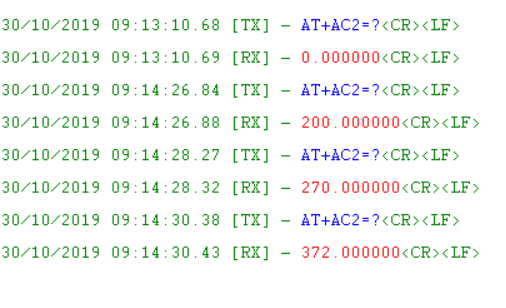 30/10/2019 09:13:10.68 [TX] – AT+AC2=?<CR><LF>
30/10/2019 09:13:10.69 [RX] – 0.000000<CR><LF>
30/10/2019 09:14:26.84 [TX] – AT+AC2=?<CR><LF>
30/10/2019 09:14:26.88 [RX] – 200.000000<CR><LF>
30/10/2019 09:14:28.27 [TX] – AT+AC2=?<CR><LF>
30/10/2019 09:14:28.32 [RX] – 270.000000<CR><LF>
30/10/2019 09:14:30.38 [TX] – AT+AC2=?<CR><LF>
30/10/2019 09:14:30.43 [RX] – 372.000000<CR><LF>